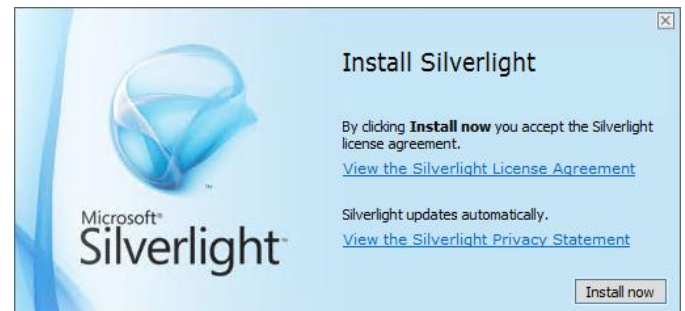 Install Silverlight
By clicking Install now you accept the Silverlight
license agreement.
View the Silverlight License Agreement
Microsoft®
Silverlight™
Silverlight updates automatically.
View the Silverlight Privacy Statement
Install now